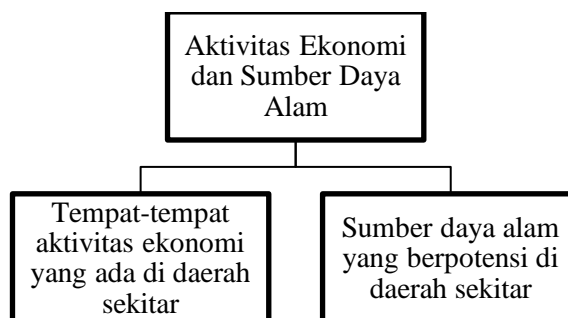 Aktivitas Ekonomi
dan Sumber Daya
Alam
Tempat-tempat
aktivitas ekonomi
yang ada di daerah
sekitar
Sumber daya alam
yang berpotensi di
daerah sekitar